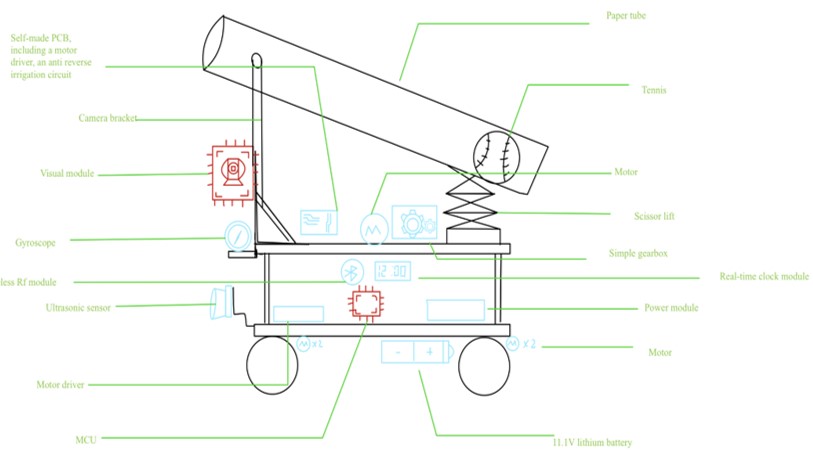 Paper tube
Self-made PCB,
including a motor
driver, an anti reverse
irrigation circuit
Tennis
Camera bracket
Visual module
Motor
Scissor lift
Gyroscope
Simple gearbox
less Rf module
12 00
Real-time clock module
Ultrasonic sensor
Power module
x2
x2
Motor
- +
Motor driver
MCU
11.1V lithium battery